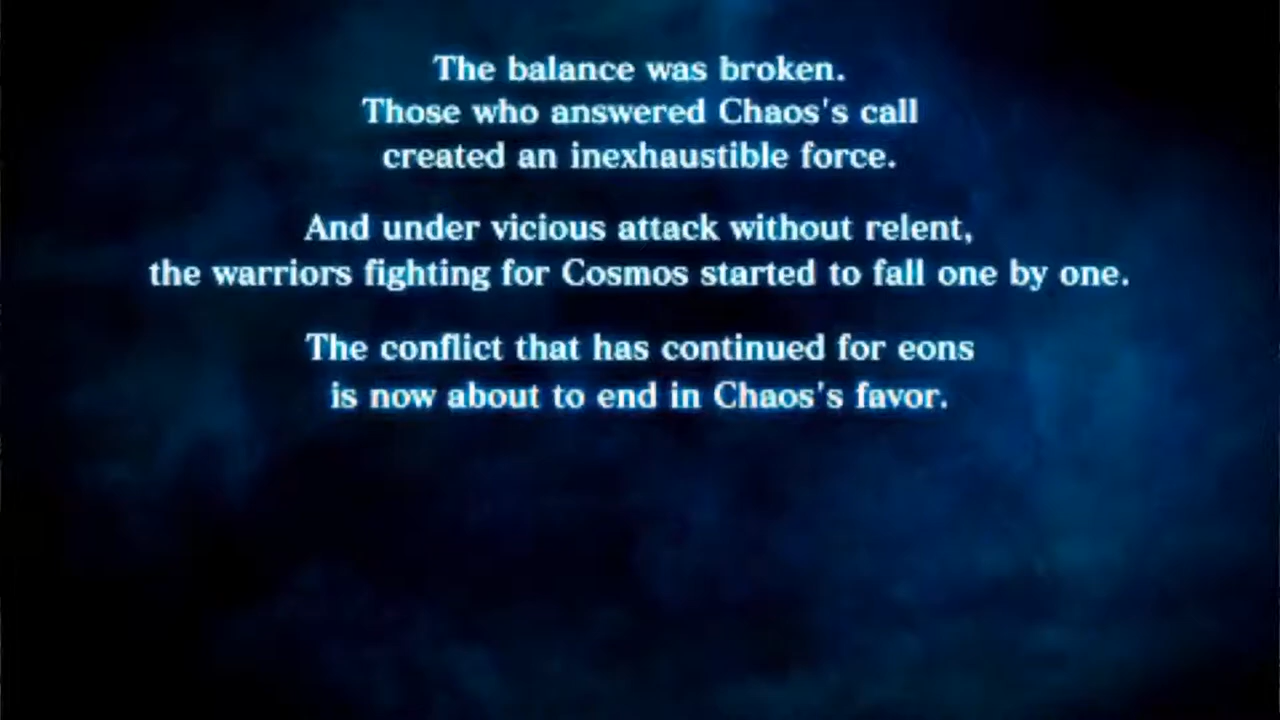 The balance was broken.
Those who answered Chaos's call
created an inexhaustible force.
And under vicious attack without relent,
the warriors fighting for Cosmos started to fall one by one.
The conflict that has continued for eons
is now about to end in Chaos's favor.